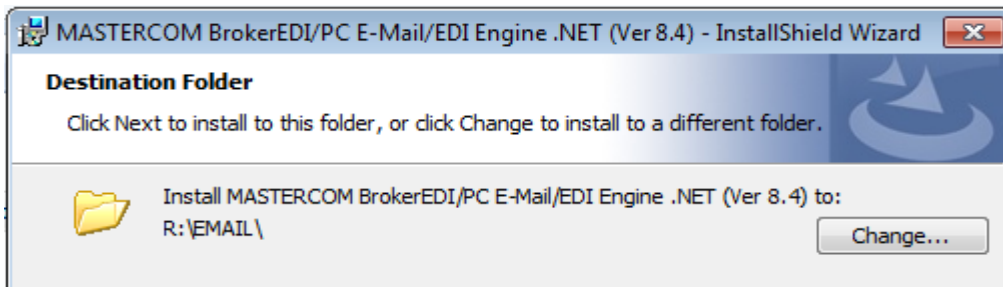 MASTERCOM BrokerEDI/PC E-Mail/EDI Engine .NET (Ver 8.4) - InstallShield Wizard
Destination Folder
Click Next to install to this folder, or click Change to install to a different folder.
Install MASTERCOM BrokerEDI/PC E-Mail/EDI Engine .NET (Ver 8.4) to:
R:\EMAIL\
Change...